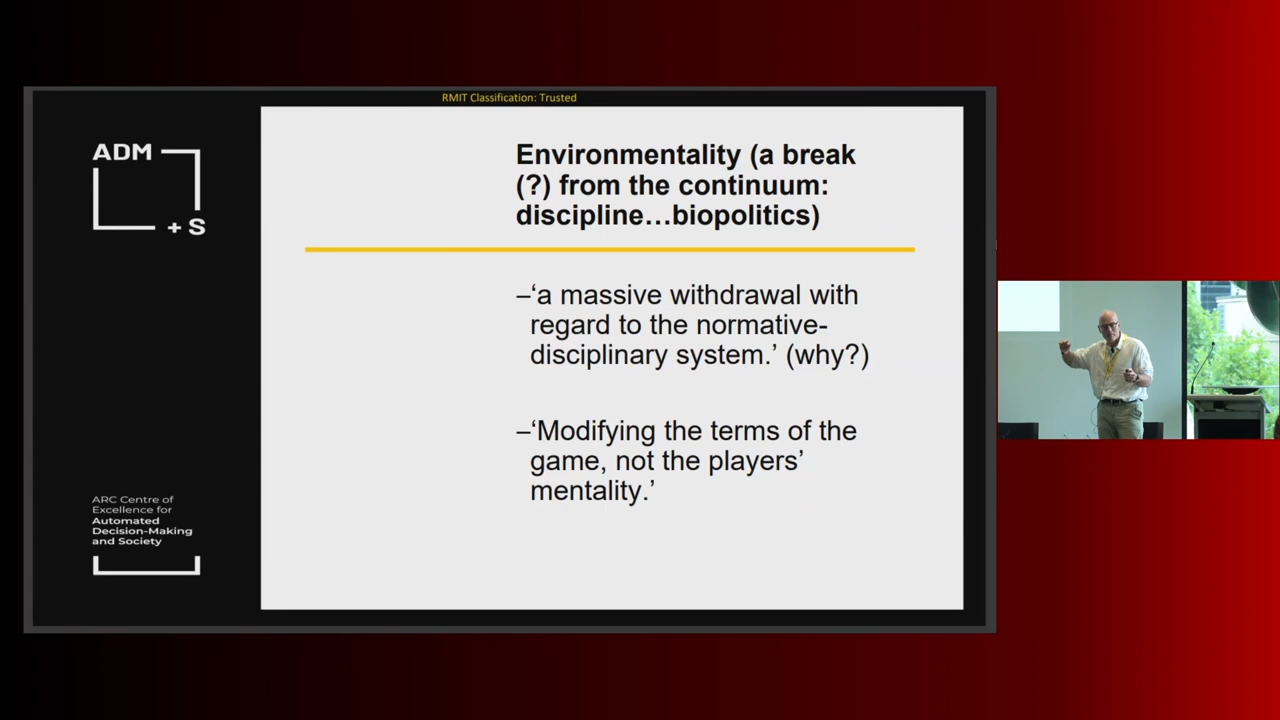 RMIT Classification: Trusted
ADM
+ S
Environmentality (a break
(?) from the continuum:
discipline…biopolitics)
–‘a massive withdrawal with
regard to the normative-
disciplinary system.’ (why?)
–‘Modifying the terms of the
game, not the players’
mentality.’
ARC Centre of
Excellence for
Automated
Decision-Making
and Society